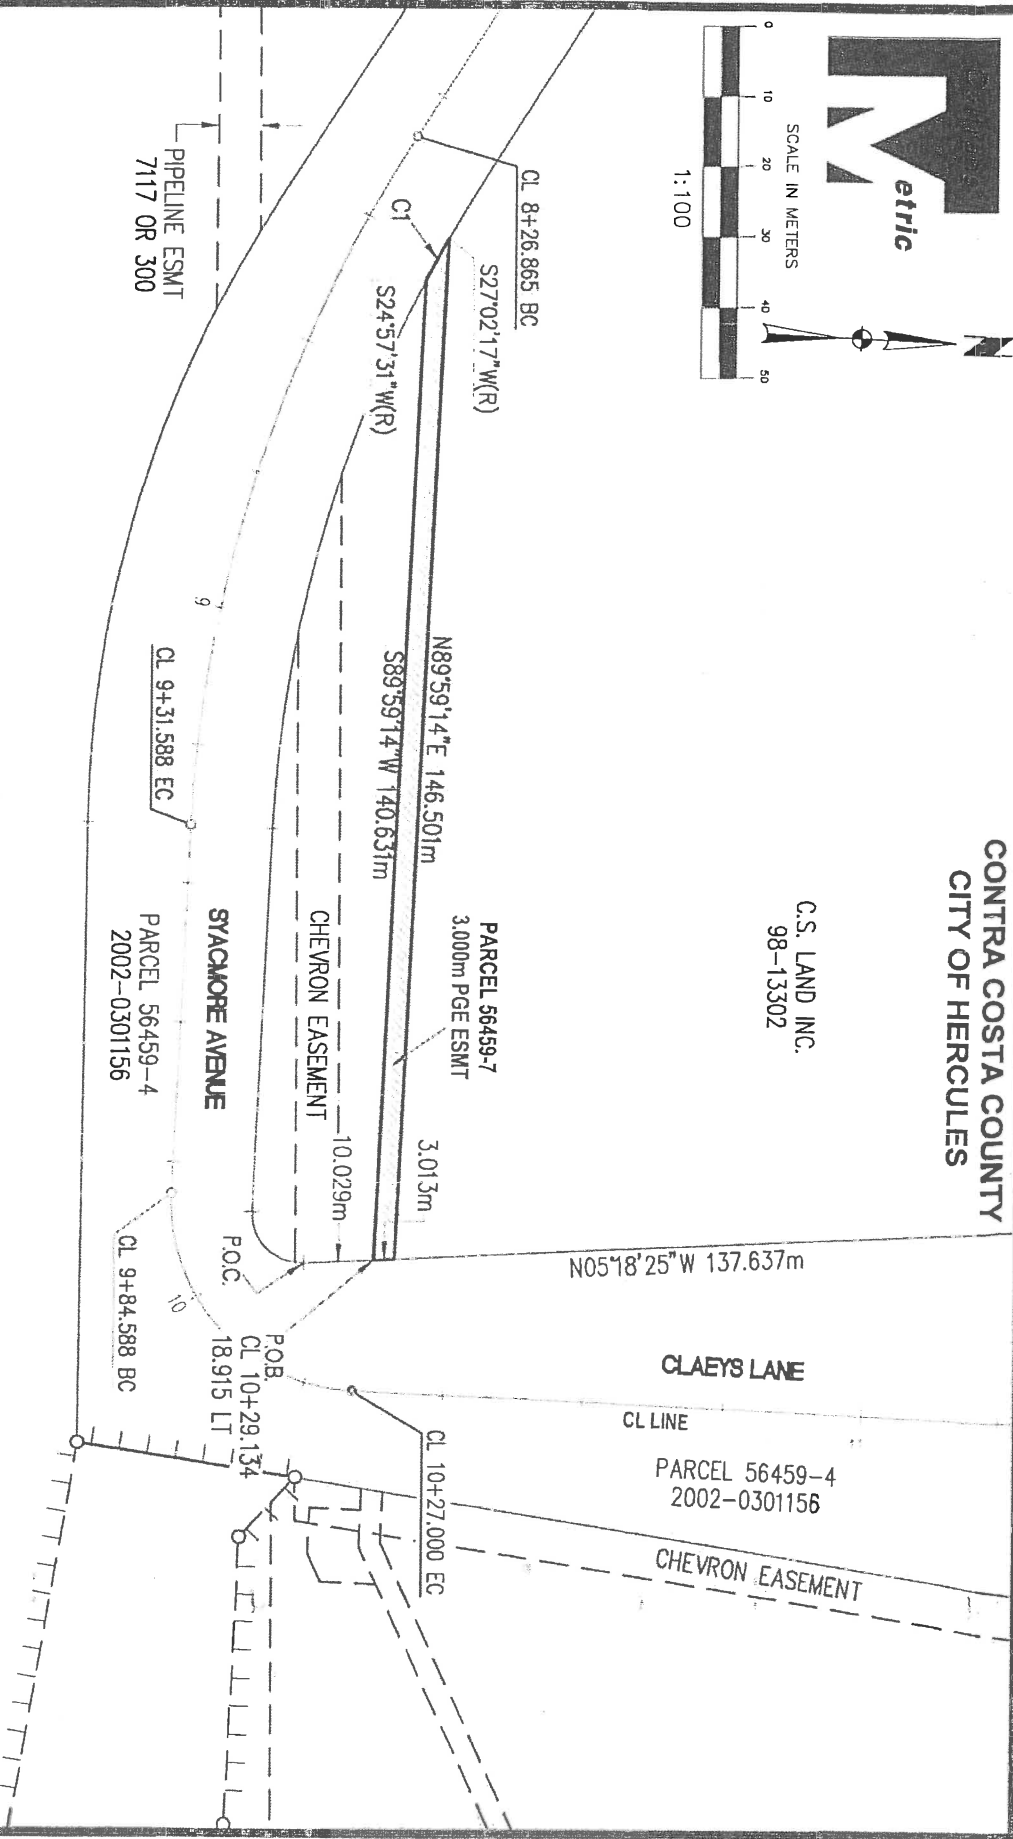 CONTRA COSTA COUNTY
CITY OF HERCULES
etric
SCALE IN METERS
0 10 20 30 40 50
1:100
N
C.S. LAND INC.
98-13302
N05°18'25"W 137.637m
CLAEYS LANE
CL LINE
PARCEL 56459-4
2002-0301156
CHEVRON EASEMENT
CL 8+26.865 BC
S27°02'17"W(R)
C1
S24°57'31"W(R)
N89°59'14"E 146.501m
S89°59'14"W 140.631m
PARCEL 56459-7
3.000m PGE ESMT
3.013m
10.029m
CHEVRON EASEMENT
PIPELINE ESMT
7117 OR 300
9
CL 9+31.588 EC
SYACMORE AVENUE
PARCEL 56459-4
2002-0301156
P.O.C.
10
CL 9+84.588 BC
P.O.B.
CL 10+29.134
18.915 LT
CL 10+27.000 EC